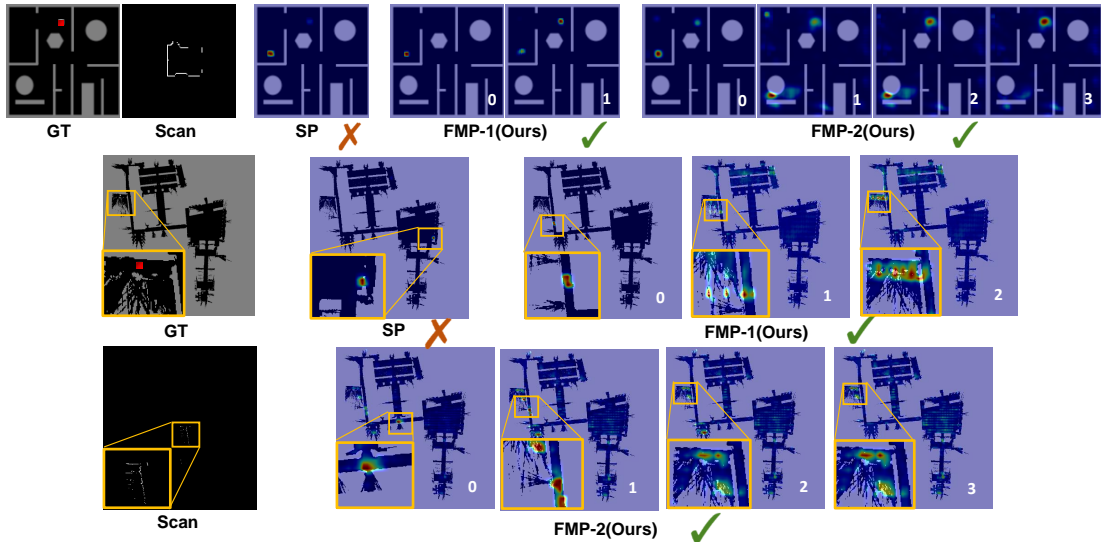 0 1 0 1 2 3
GT Scan SP FMP-1(Ours) FMP-2(Ours)
0 1 2
GT SP FMP-1(Ours)
0 1 2 3
Scan FMP-2(Ours)